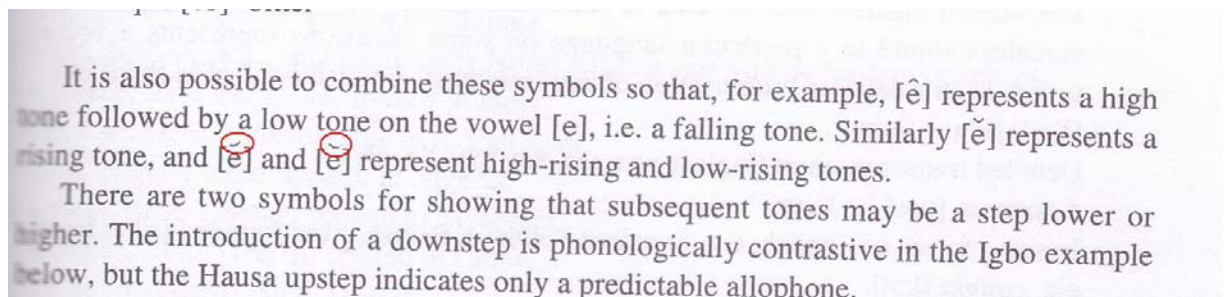 It is also possible to combine these symbols so that, for example, [ê] represents a high
tone followed by a low tone on the vowel [e], i.e. a falling tone. Similarly [ě] represents a
rising tone, and [e᷄] and [e᷅] represent high-rising and low-rising tones.
There are two symbols for showing that subsequent tones may be a step lower or
higher. The introduction of a downstep is phonologically contrastive in the Igbo example
below, but the Hausa upstep indicates only a predictable allophone.